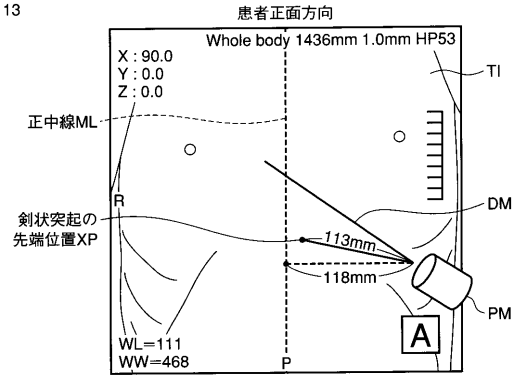 13
患者正面方向
Whole body 1436mm 1.0mm HP53
X : 90.0
Y : 0.0
Z : 0.0
TI
正中線ML
R
DM
剣状突起の
先端位置XP
113mm
118mm
PM
A
WL=111
WW=468
P